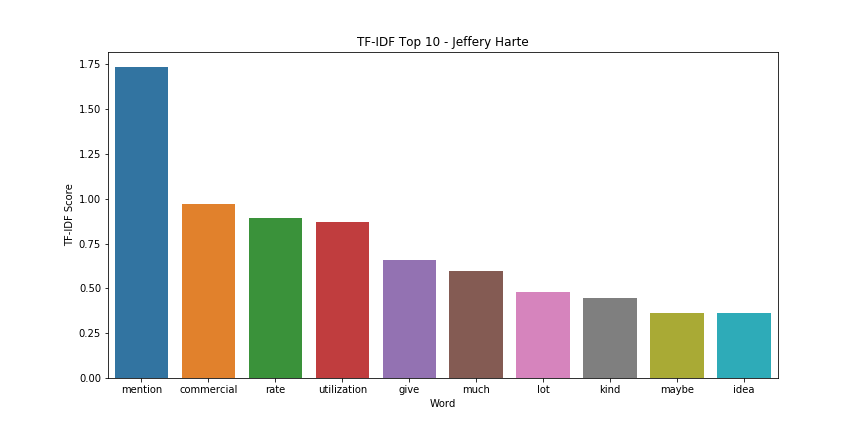 TF-IDF Top 10 - Jeffery Harte
1.75
1.50
1.25
1.00
0.75
0.50
0.25
0.00
TF-IDF Score
mention commercial rate utilization give much lot kind maybe idea
Word